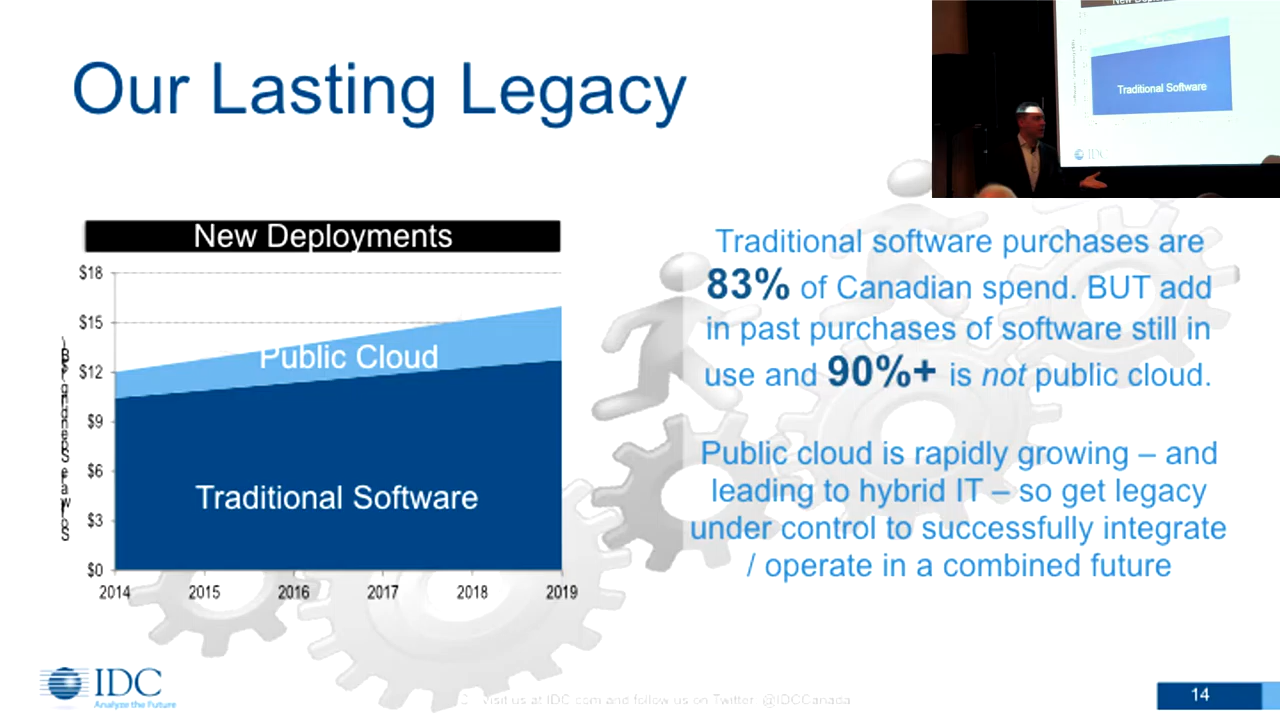 Our Lasting Legacy
New Deployments
$18
$15
$12
$9
$6
$3
$0
Public Cloud
Traditional Software
2014 2015 2016 2017 2018 2019
Traditional software purchases are
83% of Canadian spend. BUT add
in past purchases of software still in
use and 90%+ is not public cloud.
Public cloud is rapidly growing – and
leading to hybrid IT – so get legacy
under control to successfully integrate
/ operate in a combined future
IDC
Analyze the Future
Visit us at IDC.com and follow us on Twitter: @IDCCanada
14
Traditional Software
IDC